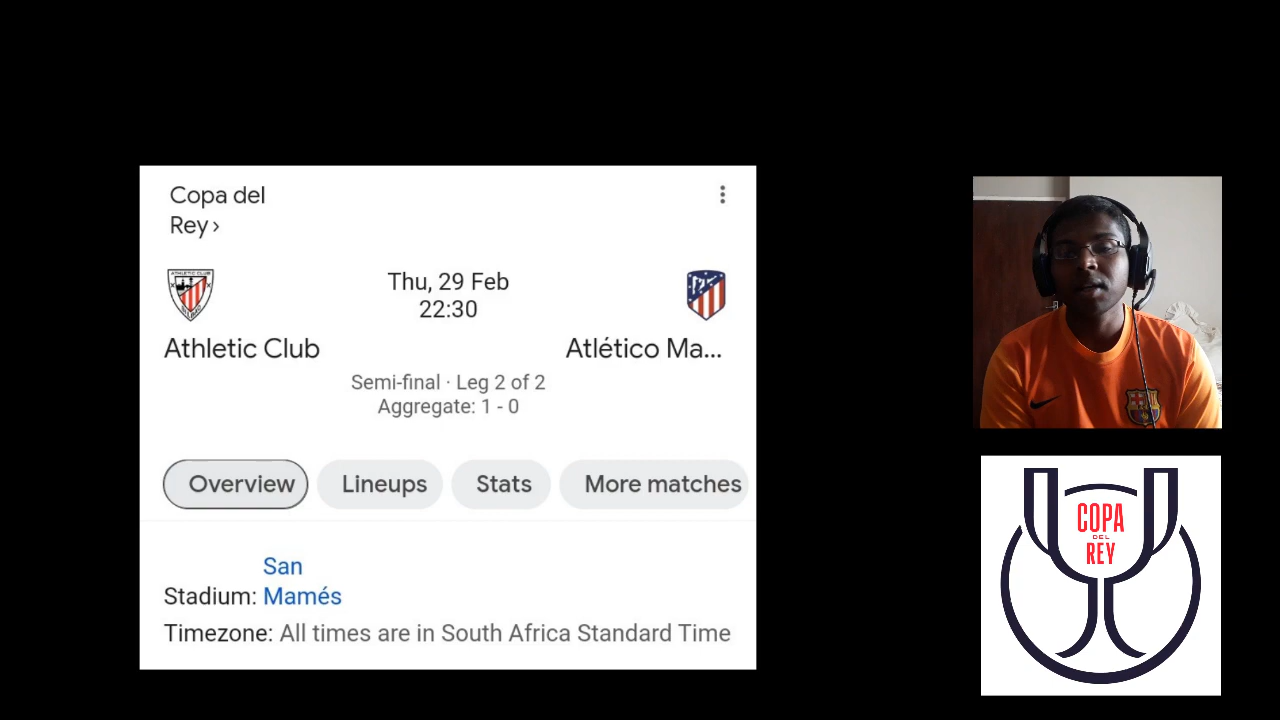 Copa del
Rey ›
Thu, 29 Feb
22:30
ATHLETIC CLUB
Athletic Club
Atlético Ma...
Semi-final · Leg 2 of 2
Aggregate: 1 - 0
Overview
Lineups
Stats
More matches
San
Stadium: Mamés
Timezone: All times are in South Africa Standard Time
COPA
DEL
REY